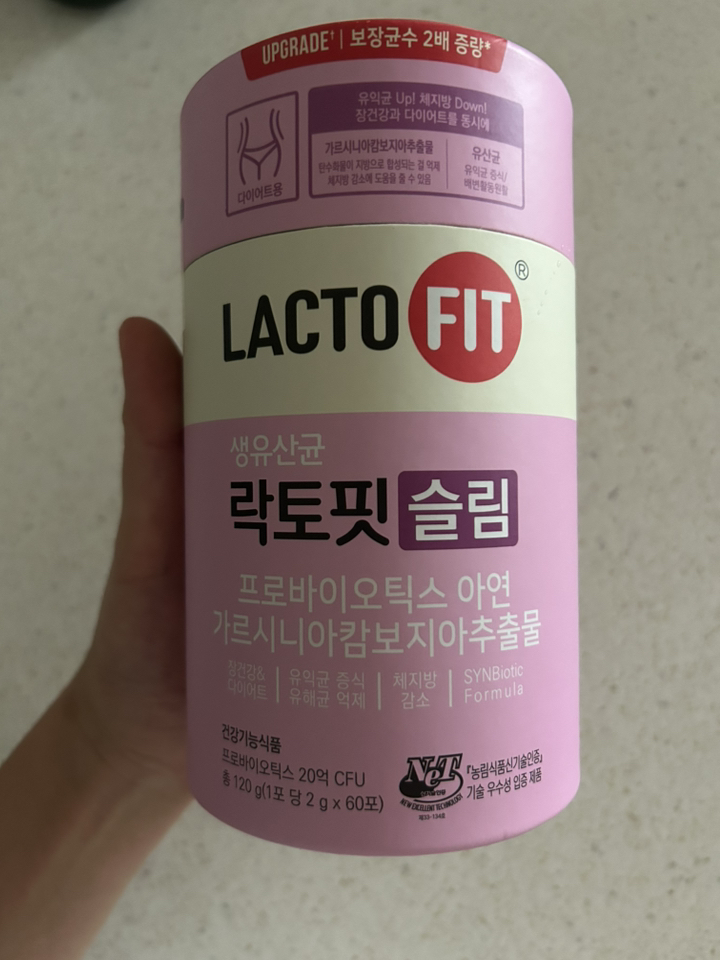 UPGRADE† | 보장균수 2배 증량*
유익균 Up! 체지방 Down!
장건강과 다이어트를 동시에
가르시니아캄보지아추출물
탄수화물이 지방으로 합성되는 걸 억제
체지방 감소에 도움을 줄 수 있음
유산균
유익균 증식/
배변활동원활
다이어트용
LACTO FIT®
생유산균
락토핏 슬림
프로바이오틱스 아연
가르시니아캄보지아추출물
장건강&
다이어트
유익균 증식
유해균 억제
체지방
감소
SYNBiotic
Formula
건강기능식품
프로바이오틱스 20억 CFU
총 120 g(1포 당 2 g x 60포)
NeT
NEW EXCELLENT TECHNOLOGY
제33-134호
『농림식품신기술인증』
기술 우수성 입증 제품